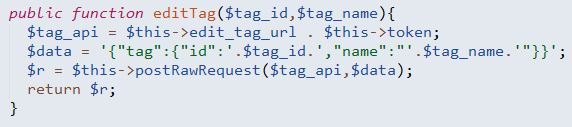 public function editTag($tag_id,$tag_name){
$tag_api = $this->edit_tag_url . $this->token;
$data = '{"tag":{"id":'.$tag_id.',"name":"'.$tag_name.'"}}';
$r = $this->postRawRequest($tag_api,$data);
return $r;
}